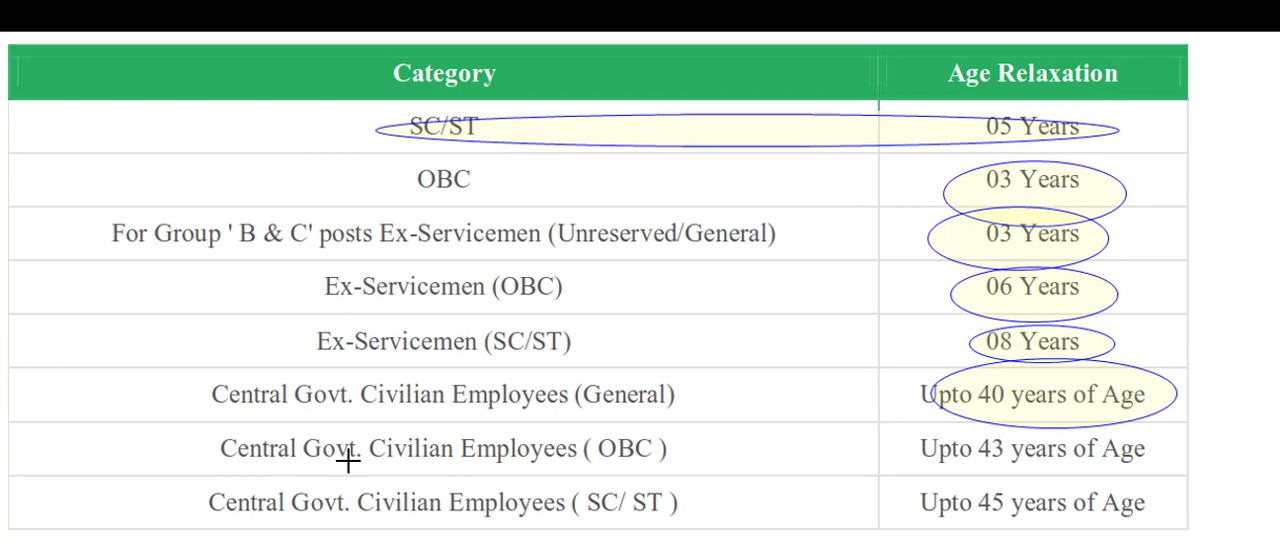 Category Age Relaxation
SC/ST 05 Years
OBC 03 Years
For Group ' B & C' posts Ex-Servicemen (Unreserved/General) 03 Years
Ex-Servicemen (OBC) 06 Years
Ex-Servicemen (SC/ST) 08 Years
Central Govt. Civilian Employees (General) Upto 40 years of Age
Central Govt. Civilian Employees ( OBC ) Upto 43 years of Age
Central Govt. Civilian Employees ( SC/ ST ) Upto 45 years of Age